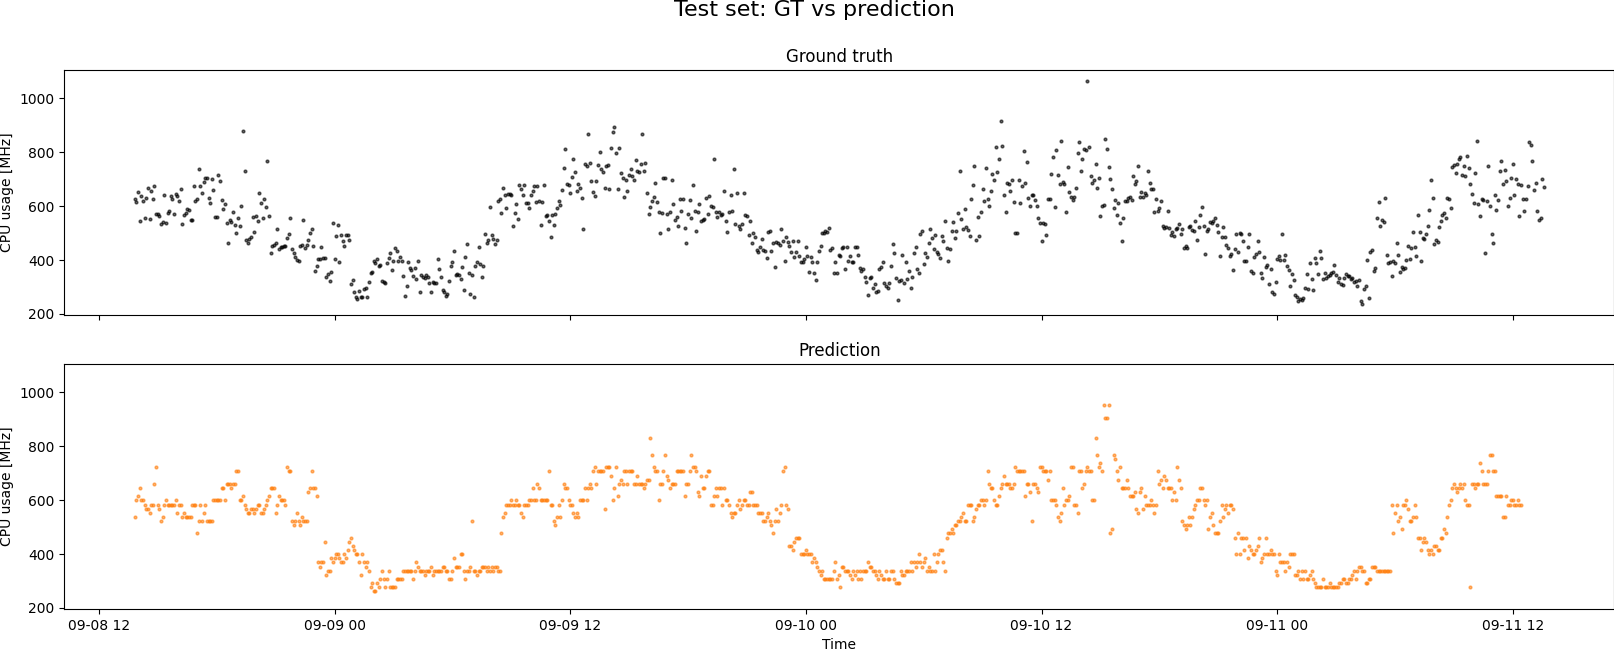 Test set: GT vs prediction
Ground truth
1000
800
600
400
200
CPU usage [MHz]
Prediction
1000
800
600
400
200
CPU usage [MHz]
09-08 12 09-09 00 09-09 12 09-10 00 09-10 12 09-11 00 09-11 12
Time